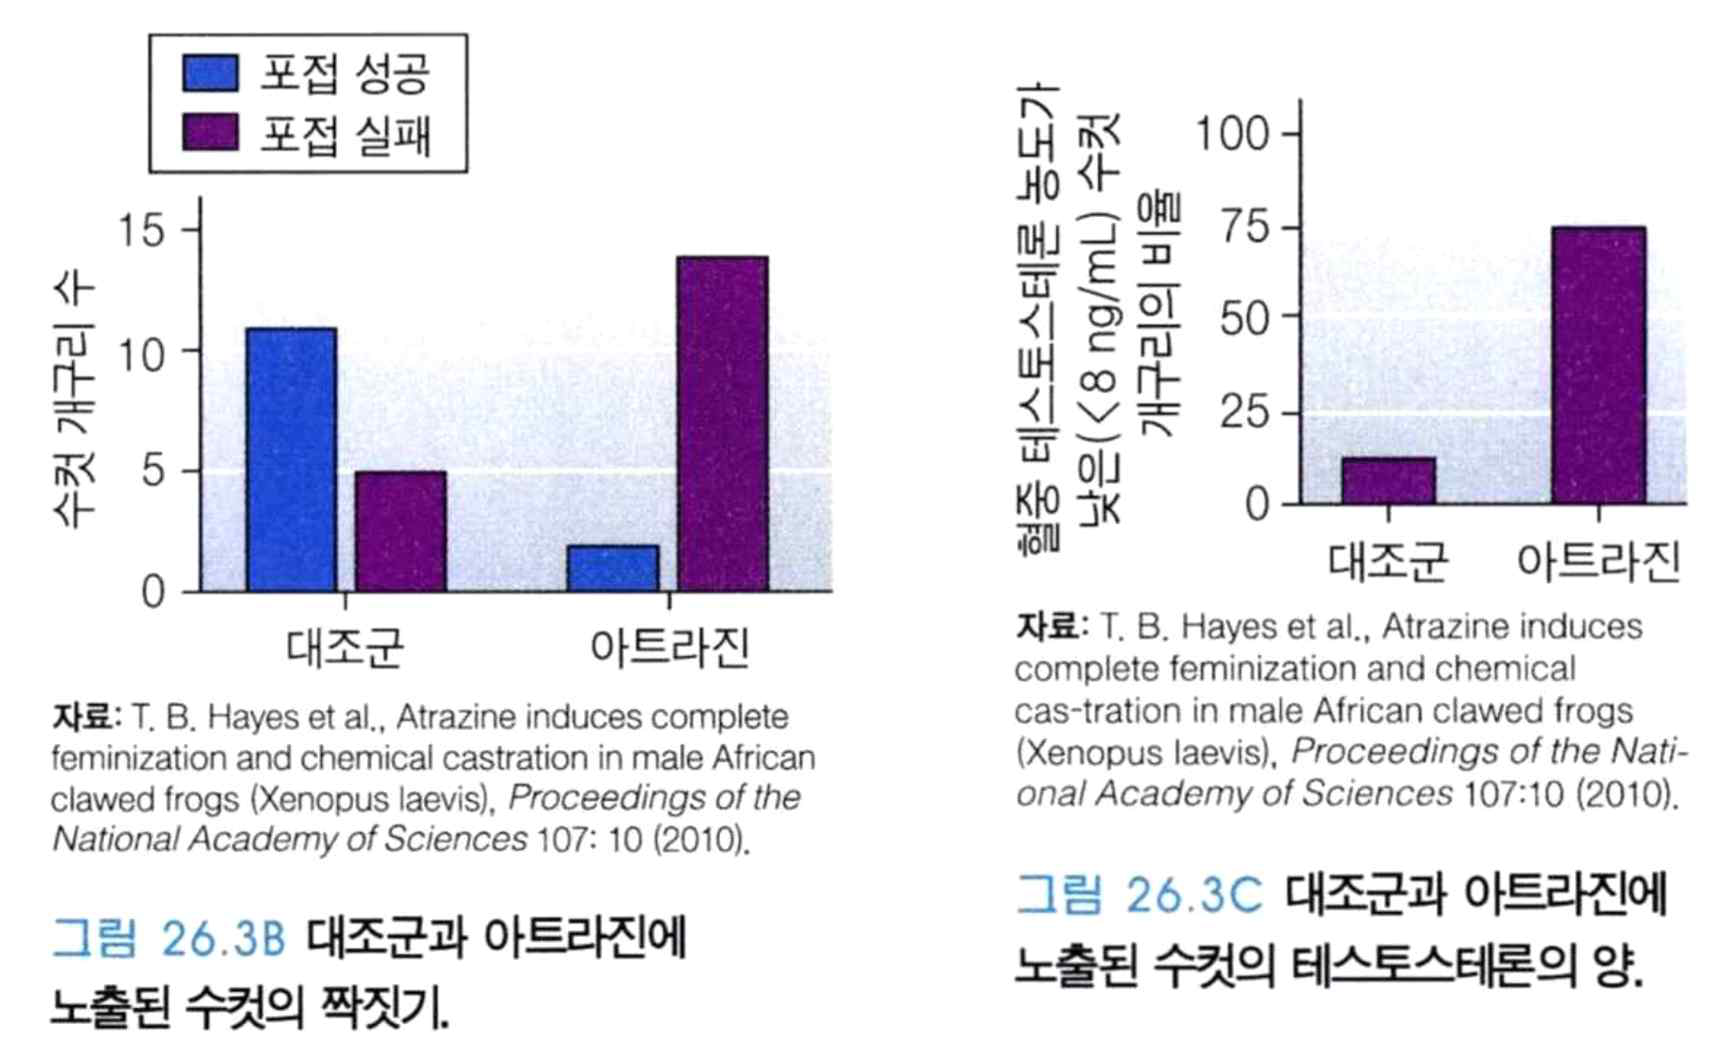 포접 성공
포접 실패
수컷 개구리 수
15
10
5
0
대조군
아트라진
자료: T. B. Hayes et al., Atrazine induces complete
feminization and chemical castration in male African
clawed frogs (Xenopus laevis), Proceedings of the
National Academy of Sciences 107: 10 (2010).
그림 26.3B 대조군과 아트라진에
노출된 수컷의 짝짓기.
혈중 테스토스테론 농도가
낮은(<8 ng/mL) 수컷
개구리의 비율
100
75
50
25
0
대조군
아트라진
자료: T. B. Hayes et al., Atrazine induces
complete feminization and chemical
cas-tration in male African clawed frogs
(Xenopus laevis), Proceedings of the Nati-
onal Academy of Sciences 107:10 (2010).
그림 26.3C 대조군과 아트라진에
노출된 수컷의 테스토스테론의 양.